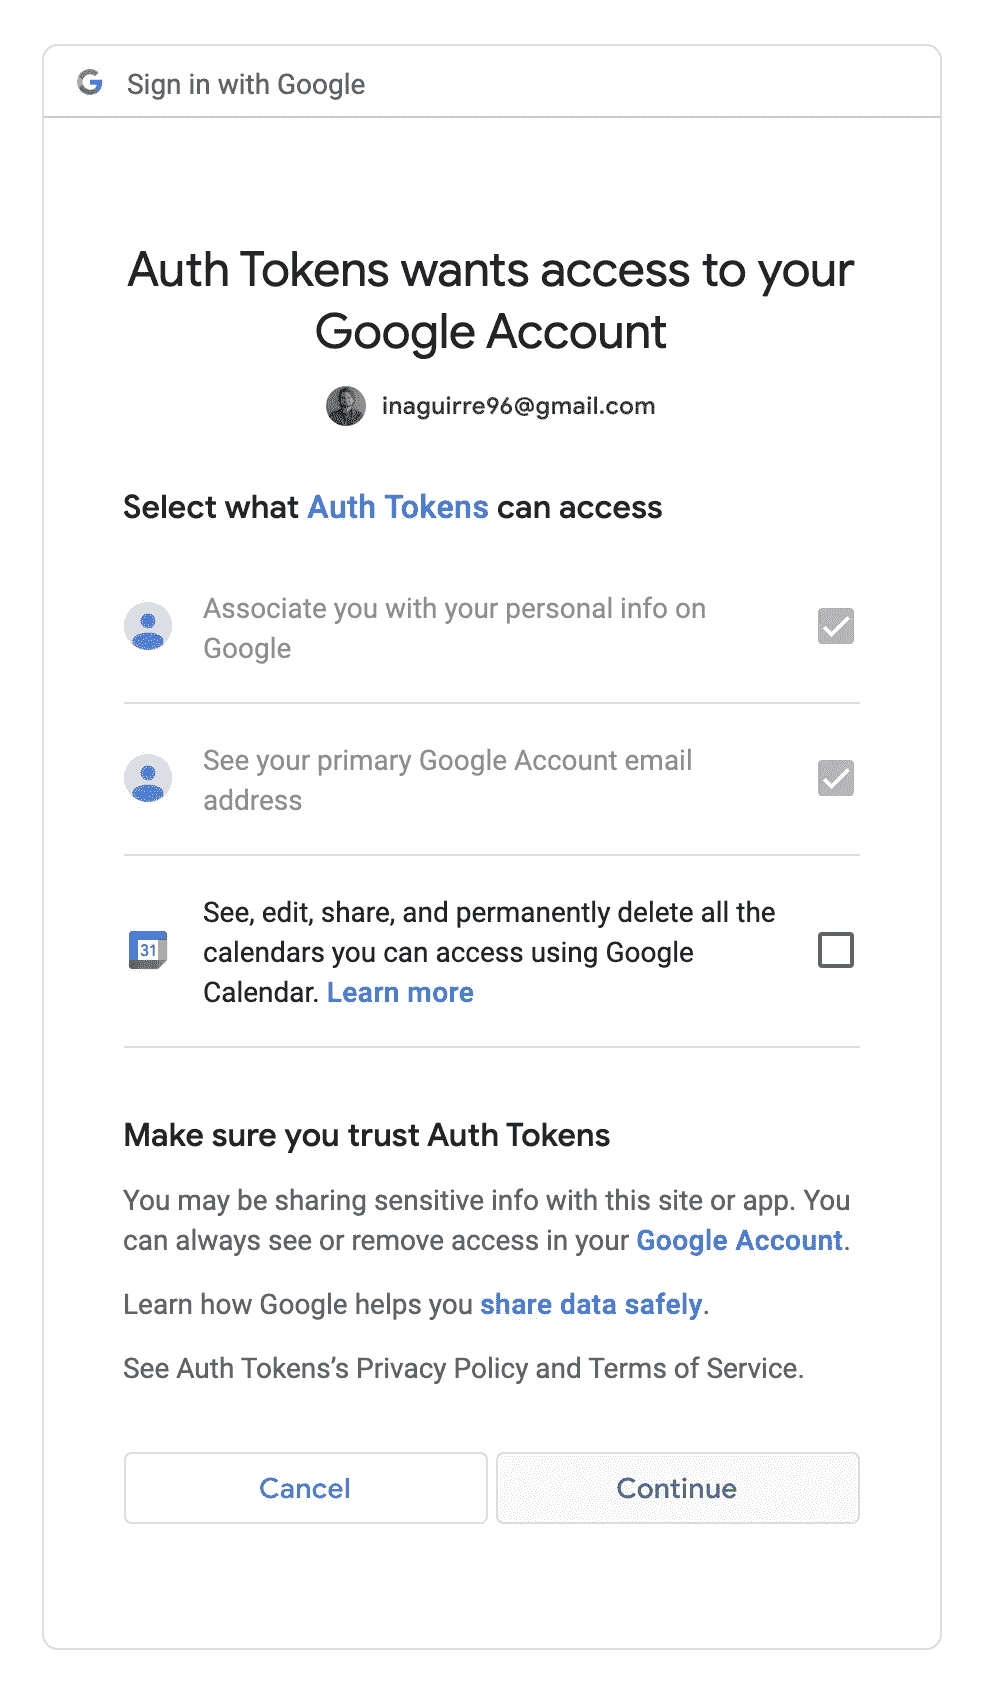 Sign in with Google
Auth Tokens wants access to your
Google Account
inaguirre96@gmail.com
Select what Auth Tokens can access
Associate you with your personal info on
Google
See your primary Google Account email
address
31
See, edit, share, and permanently delete all the
calendars you can access using Google
Calendar. Learn more
Make sure you trust Auth Tokens
You may be sharing sensitive info with this site or app. You
can always see or remove access in your Google Account.
Learn how Google helps you share data safely.
See Auth Tokens’s Privacy Policy and Terms of Service.
Cancel
Continue